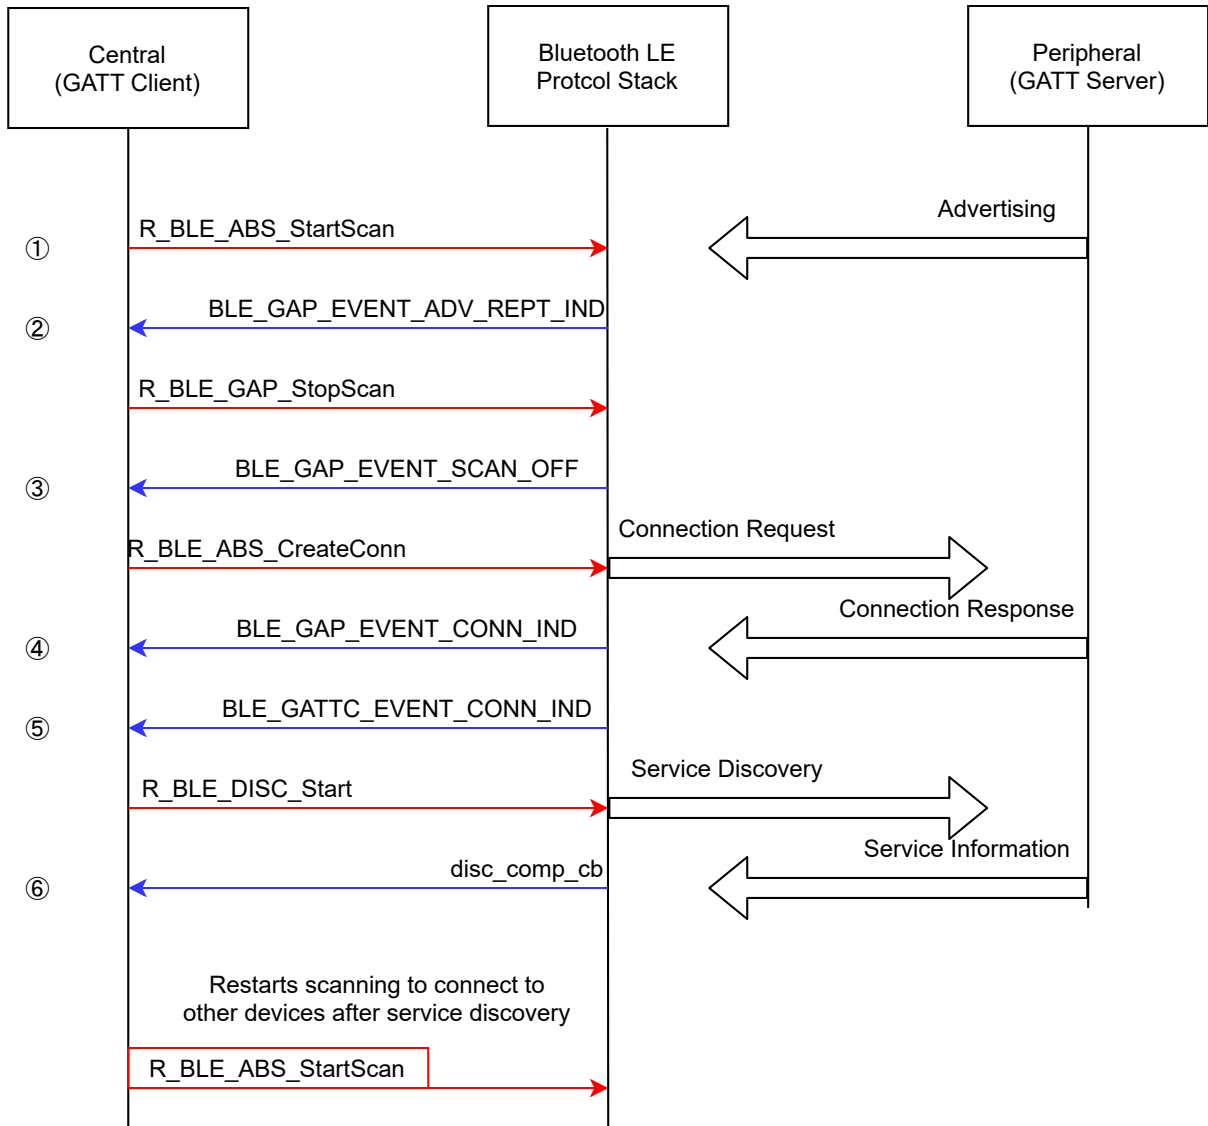 Central
(GATT Client)
Bluetooth LE
Protcol Stack
Peripheral
(GATT Server)
Advertising
① R_BLE_ABS_StartScan
② BLE_GAP_EVENT_ADV_REPT_IND
R_BLE_GAP_StopScan
③ BLE_GAP_EVENT_SCAN_OFF
Connection Request
R_BLE_ABS_CreateConn
Connection Response
④ BLE_GAP_EVENT_CONN_IND
⑤ BLE_GATTC_EVENT_CONN_IND
Service Discovery
R_BLE_DISC_Start
Service Information
⑥ disc_comp_cb
Restarts scanning to connect to
other devices after service discovery
R_BLE_ABS_StartScan